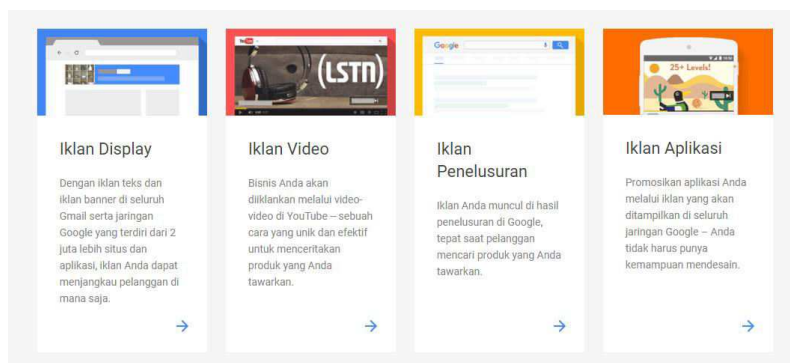 YouTube
(LSTN)
Google
25+ Levels!
Iklan Display
Dengan iklan teks dan
iklan banner di seluruh
Gmail serta jaringan
Google yang terdiri dari 2
juta lebih situs dan
aplikasi, iklan Anda dapat
menjangkau pelanggan di
mana saja.
Iklan Video
Bisnis Anda akan
diiklankan melalui video-
video di YouTube – sebuah
cara yang unik dan efektif
untuk menceritakan
produk yang Anda
tawarkan.
Iklan
Penelusuran
Iklan Anda muncul di hasil
penelusuran di Google,
tepat saat pelanggan
mencari produk yang Anda
tawarkan.
Iklan Aplikasi
Promosikan aplikasi Anda
melalui iklan yang akan
ditampilkan di seluruh
jaringan Google – Anda
tidak harus punya
kemampuan mendesain.